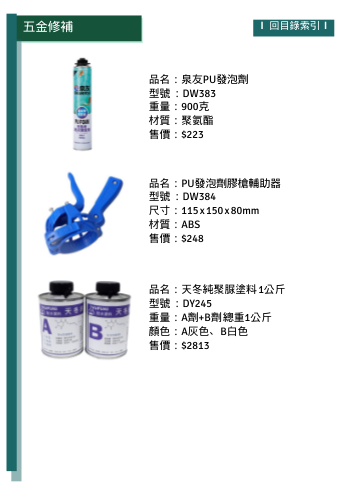 五金修補
I 回目錄索引 I
品名：泉友PU發泡劑
型號：DW383
重量：900克
材質：聚氨酯
售價：$223
品名：PU發泡劑膠槍輔助器
型號：DW384
尺寸：115x150x80mm
材質：ABS
售價：$248
品名：天冬純聚脲塗料1公斤
型號：DY245
重量：A劑+B劑總重1公斤
顏色：A灰色、B白色
售價：$2813
天冬
A
B